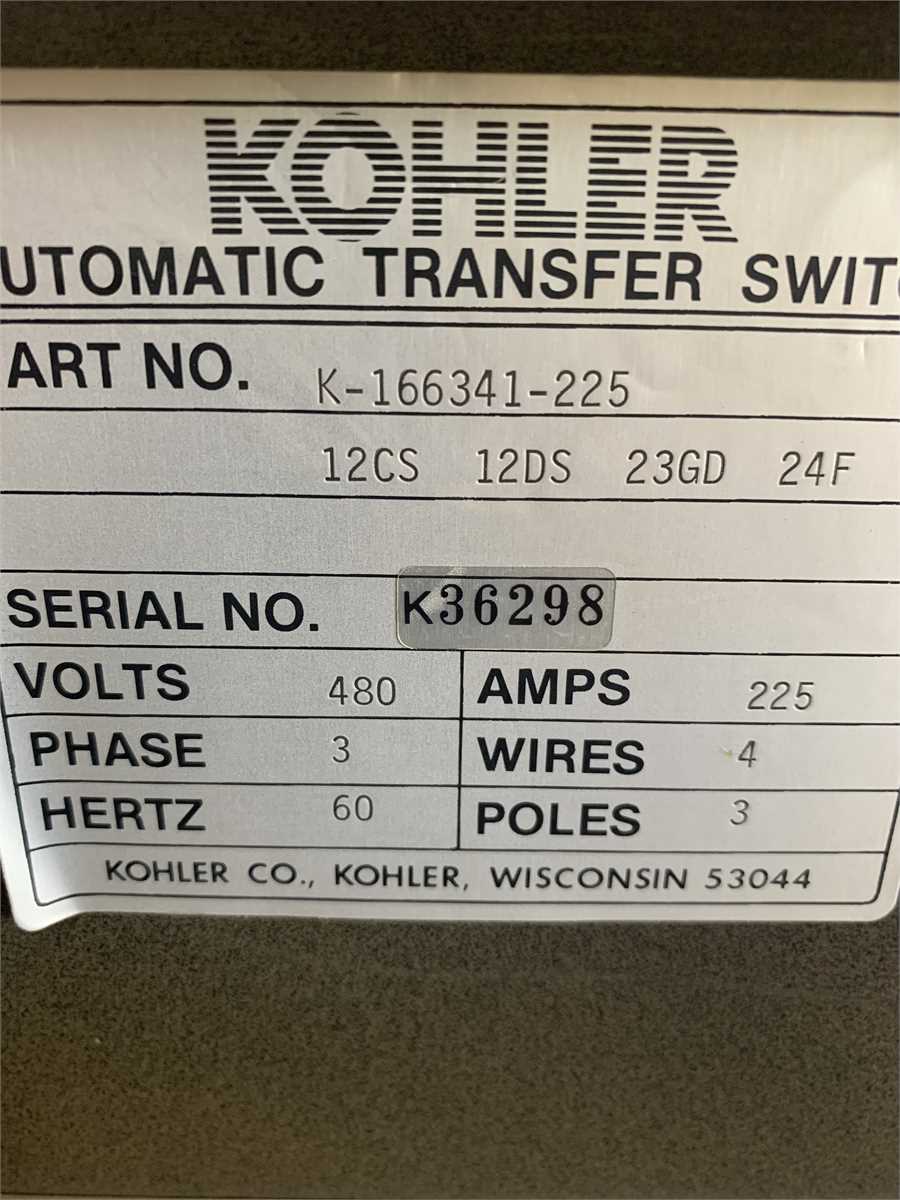 KOHLER
UTOMATIC TRANSFER SWIT
ART NO. K-166341-225
12CS 12DS 23GD 24F
SERIAL NO. K36298
VOLTS 480 AMPS 225
PHASE 3 WIRES 4
HERTZ 60 POLES 3
KOHLER CO., KOHLER, WISCONSIN 53044